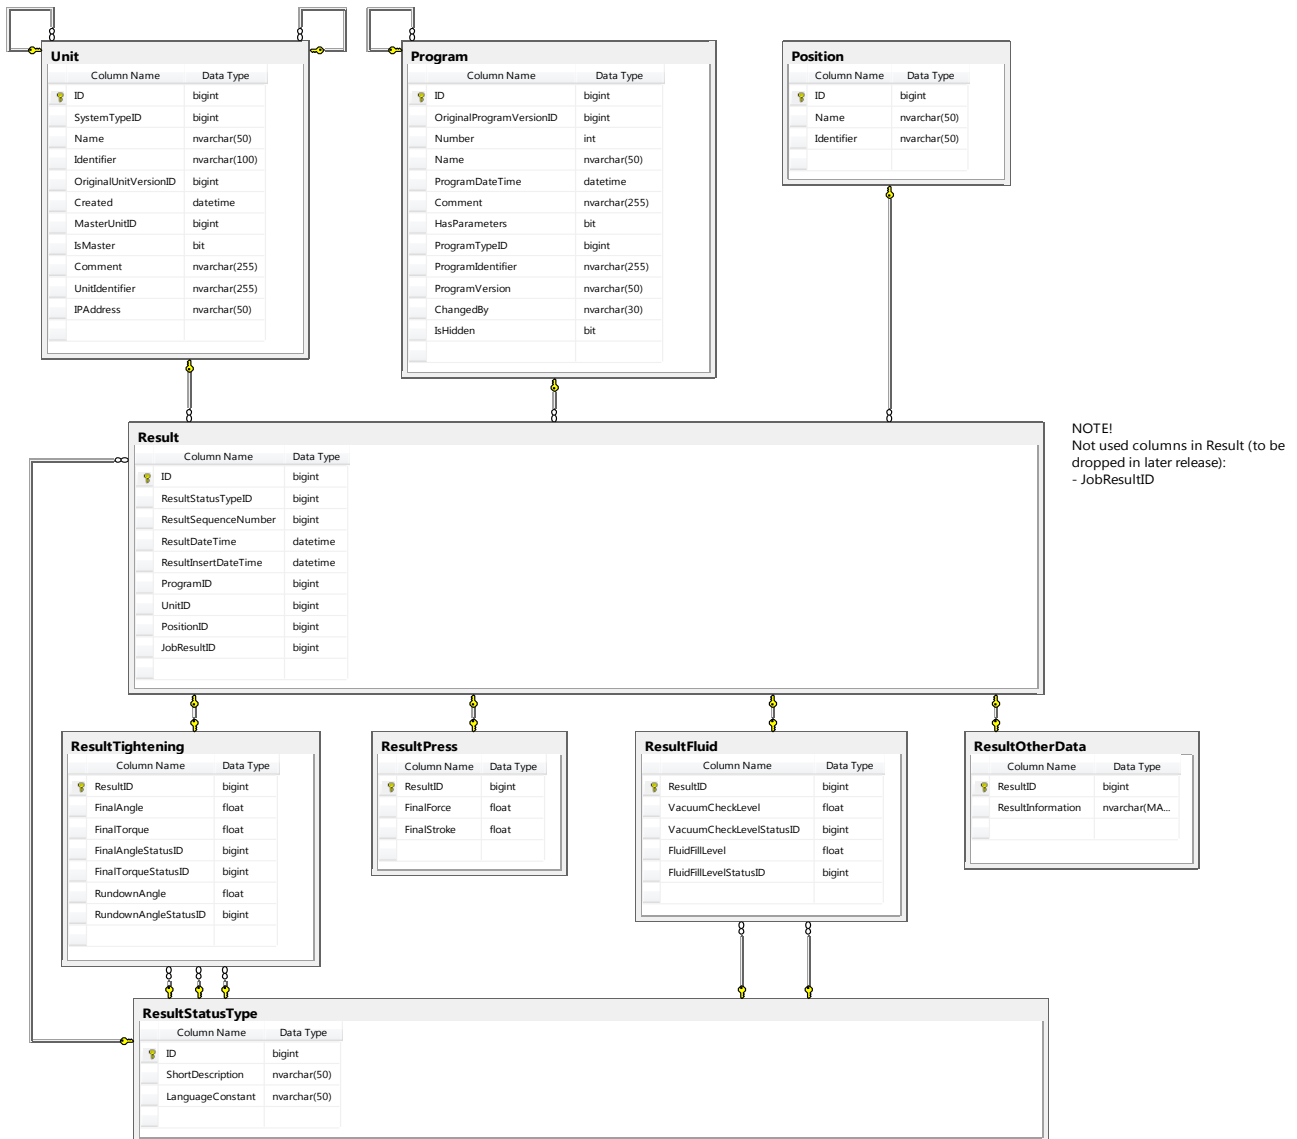 Unit
Column Name Data Type
ID bigint
SystemTypeID bigint
Name nvarchar(50)
Identifier nvarchar(100)
OriginalUnitVersionID bigint
Created datetime
MasterUnitID bigint
IsMaster bit
Comment nvarchar(255)
UnitIdentifier nvarchar(255)
IPAddress nvarchar(50)
Program
Column Name Data Type
ID bigint
OriginalProgramVersionID bigint
Number int
Name nvarchar(50)
ProgramDateTime datetime
Comment nvarchar(255)
HasParameters bit
ProgramTypeID bigint
ProgramIdentifier nvarchar(255)
ProgramVersion nvarchar(50)
ChangedBy nvarchar(30)
IsHidden bit
Position
Column Name Data Type
ID bigint
Name nvarchar(50)
Identifier nvarchar(50)
Result
Column Name Data Type
ID bigint
ResultStatusTypeID bigint
ResultSequenceNumber bigint
ResultDateTime datetime
ResultInsertDateTime datetime
ProgramID bigint
UnitID bigint
PositionID bigint
JobResultID bigint
NOTE!
Not used columns in Result (to be
dropped in later release):
- JobResultID
ResultTightening
Column Name Data Type
ResultID bigint
FinalAngle float
FinalTorque float
FinalAngleStatusID bigint
FinalTorqueStatusID bigint
RundownAngle float
RundownAngleStatusID bigint
ResultPress
Column Name Data Type
ResultID bigint
FinalForce float
FinalStroke float
ResultFluid
Column Name Data Type
ResultID bigint
VacuumCheckLevel float
VacuumCheckLevelStatusID bigint
FluidFillLevel float
FluidFillLevelStatusID bigint
ResultOtherData
Column Name Data Type
ResultID bigint
ResultInformation nvarchar(MA...
ResultStatusType
Column Name Data Type
ID bigint
ShortDescription nvarchar(50)
LanguageConstant nvarchar(50)